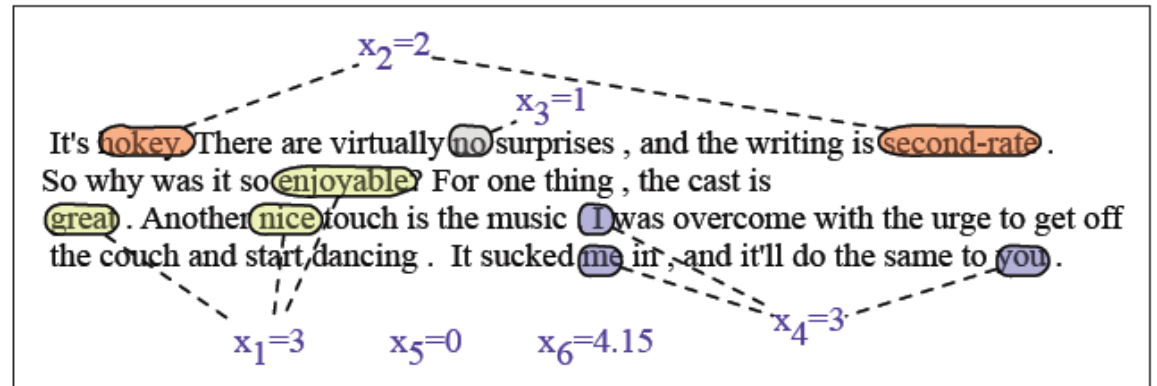 x₂=2
x₃=1
It's hokey. There are virtually no surprises , and the writing is second-rate .
So why was it so enjoyable? For one thing , the cast is
great . Another nice touch is the music I was overcome with the urge to get off
the couch and start dancing . It sucked me in , and it'll do the same to you .
x₁=3 x₅=0 x₆=4.15 x₄=3